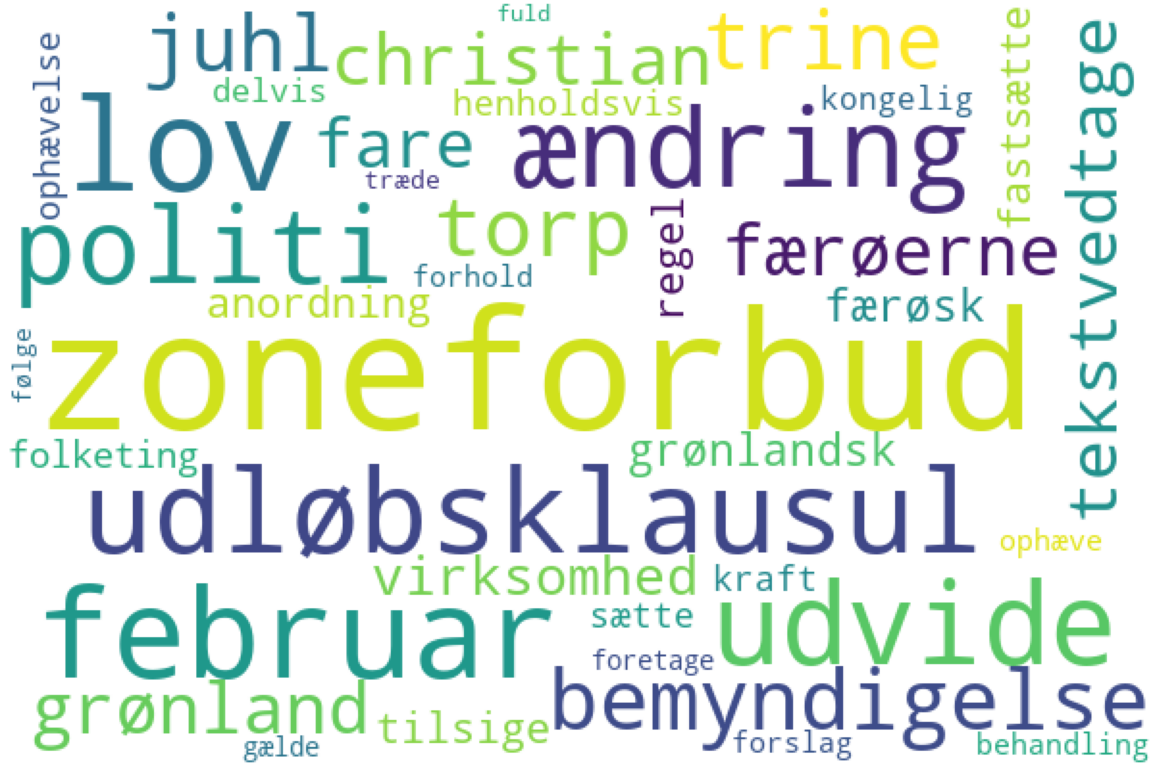 fuld
juhl
christian
trine
ophævelse
delvis
henholdsvis
kongelig
fastsætte
tekstvedtage
lov
fare
ændring
træde
politi
torp
regel
færøerne
forhold
anordning
færøsk
følge
zoneforbud
folketing
grønlandsk
udløbsklausul
ophæve
virksomhed
kraft
februar
sætte
udvide
foretage
grønland
tilsige
bemyndigelse
gælde
forslag
behandling